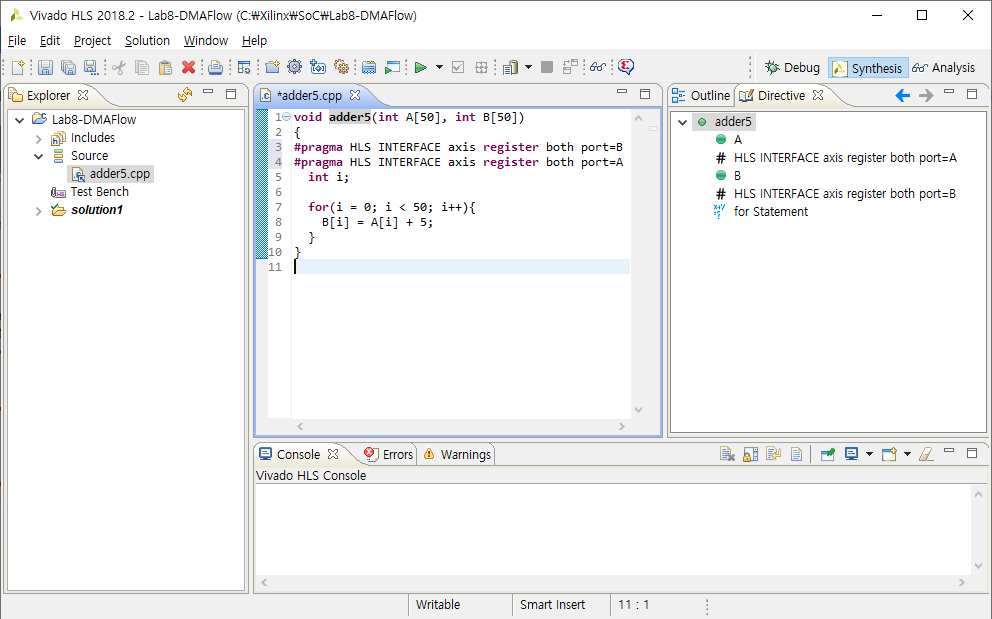 Vivado HLS 2018.2 - Lab8-DMAFlow (C:₩Xilinx₩SoC₩Lab8-DMAFlow)
File Edit Project Solution Window Help
Debug Synthesis Analysis
Explorer
Lab8-DMAFlow
Includes
Source
adder5.cpp
Test Bench
solution1
*adder5.cpp
1 void adder5(int A[50], int B[50])
2 {
3 #pragma HLS INTERFACE axis register both port=B
4 #pragma HLS INTERFACE axis register both port=A
5 int i;
6
7 for(i = 0; i < 50; i++){
8 B[i] = A[i] + 5;
9 }
10 }
11
Outline Directive
adder5
A
# HLS INTERFACE axis register both port=A
B
# HLS INTERFACE axis register both port=B
for Statement
Console Errors Warnings
Vivado HLS Console
Writable Smart Insert 11 : 1